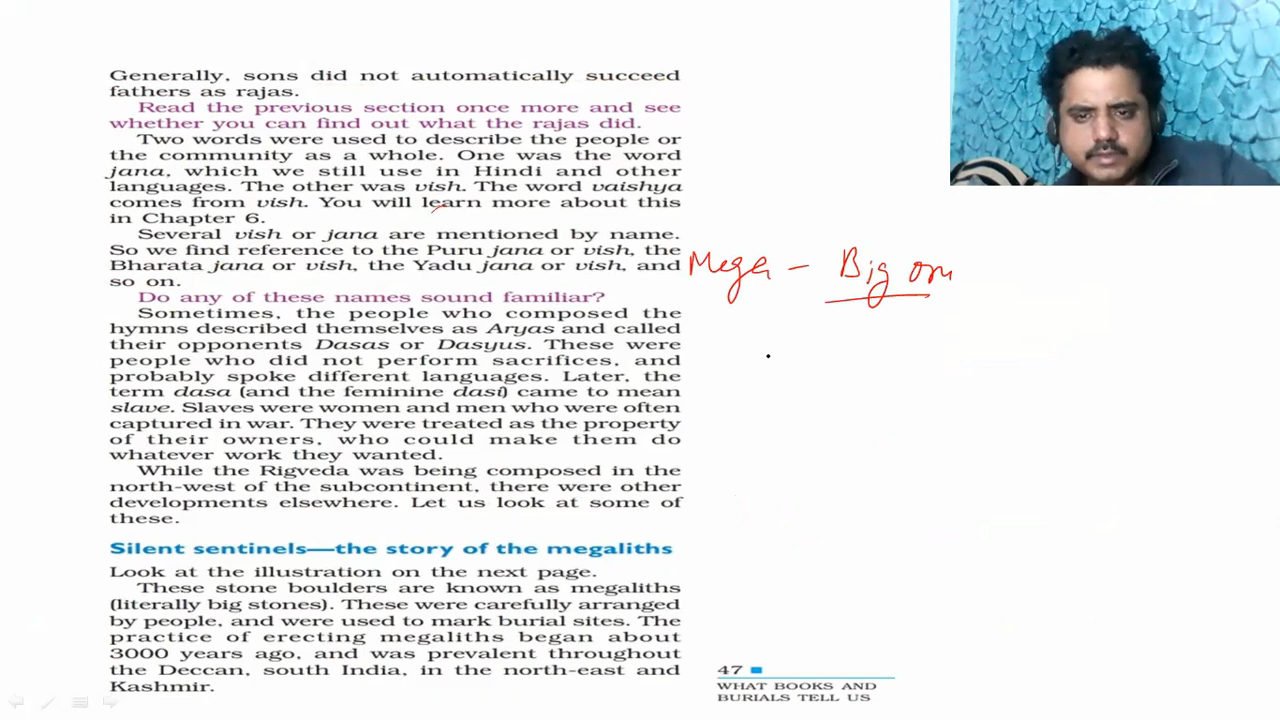 Generally, sons did not automatically succeed
fathers as rajas.
Read the previous section once more and see
whether you can find out what the rajas did.
Two words were used to describe the people or
the community as a whole. One was the word
jana, which we still use in Hindi and other
languages. The other was vish. The word vaishya
comes from vish. You will learn more about this
in Chapter 6.
Several vish or jana are mentioned by name.
So we find reference to the Puru jana or vish, the
Bharata jana or vish, the Yadu jana or vish, and
so on.
Do any of these names sound familiar?
Sometimes, the people who composed the
hymns described themselves as Aryas and called
their opponents Dasas or Dasyus. These were
people who did not perform sacrifices, and
probably spoke different languages. Later, the
term dasa (and the feminine dasi) came to mean
slave. Slaves were women and men who were often
captured in war. They were treated as the property
of their owners, who could make them do
whatever work they wanted.
While the Rigveda was being composed in the
north-west of the subcontinent, there were other
developments elsewhere. Let us look at some of
these.
Silent sentinels—the story of the megaliths
Look at the illustration on the next page.
These stone boulders are known as megaliths
(literally big stones). These were carefully arranged
by people, and were used to mark burial sites. The
practice of erecting megaliths began about
3000 years ago, and was prevalent throughout
the Deccan, south India, in the north-east and
Kashmir.
Mega – Big
47
WHAT BOOKS AND
BURIALS TELL US